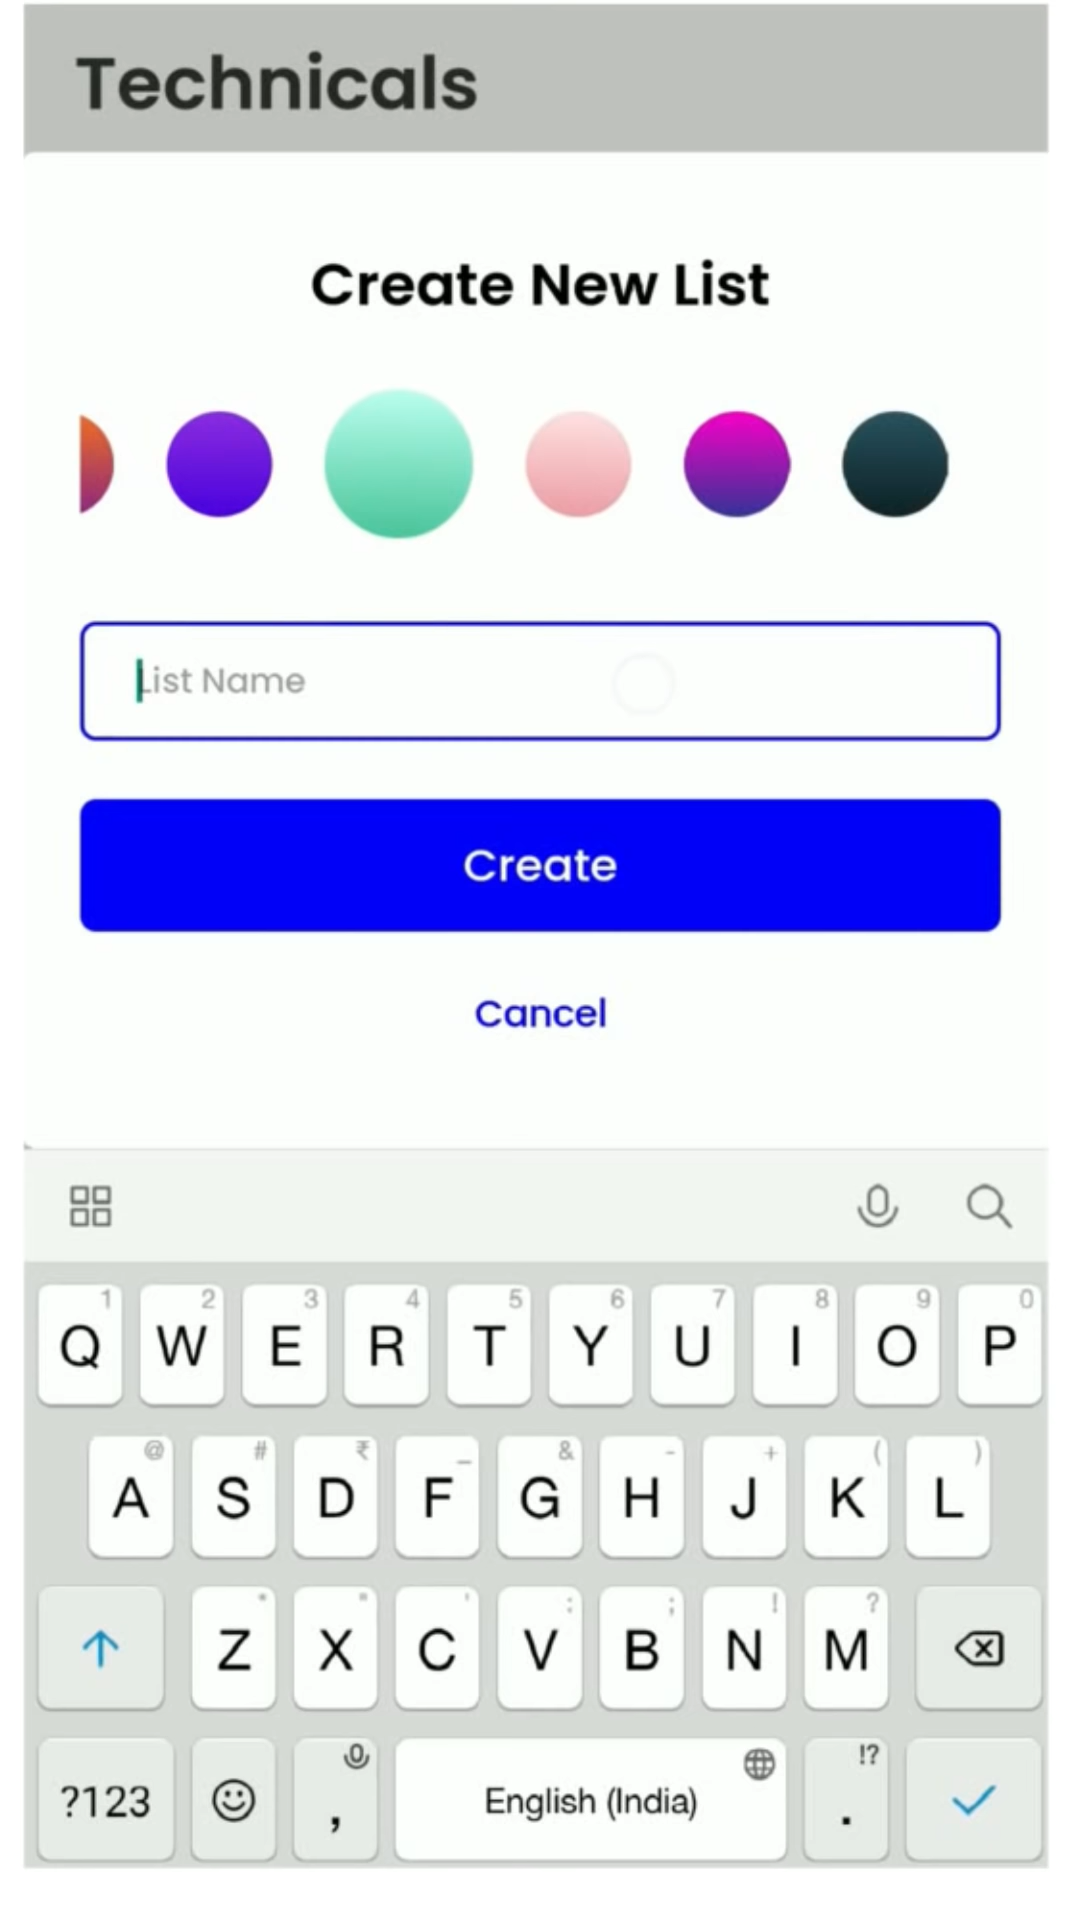 Technicals
Create New List
List Name
Create
Cancel
1 2 3 4 5 6 7 8 9 0
Q W E R T Y U I O P
@ # ₹ _ & - + ( )
A S D F G H J K L
* " ' : ; ! ?
Z X C V B N M
!?
?123 , English (India) .